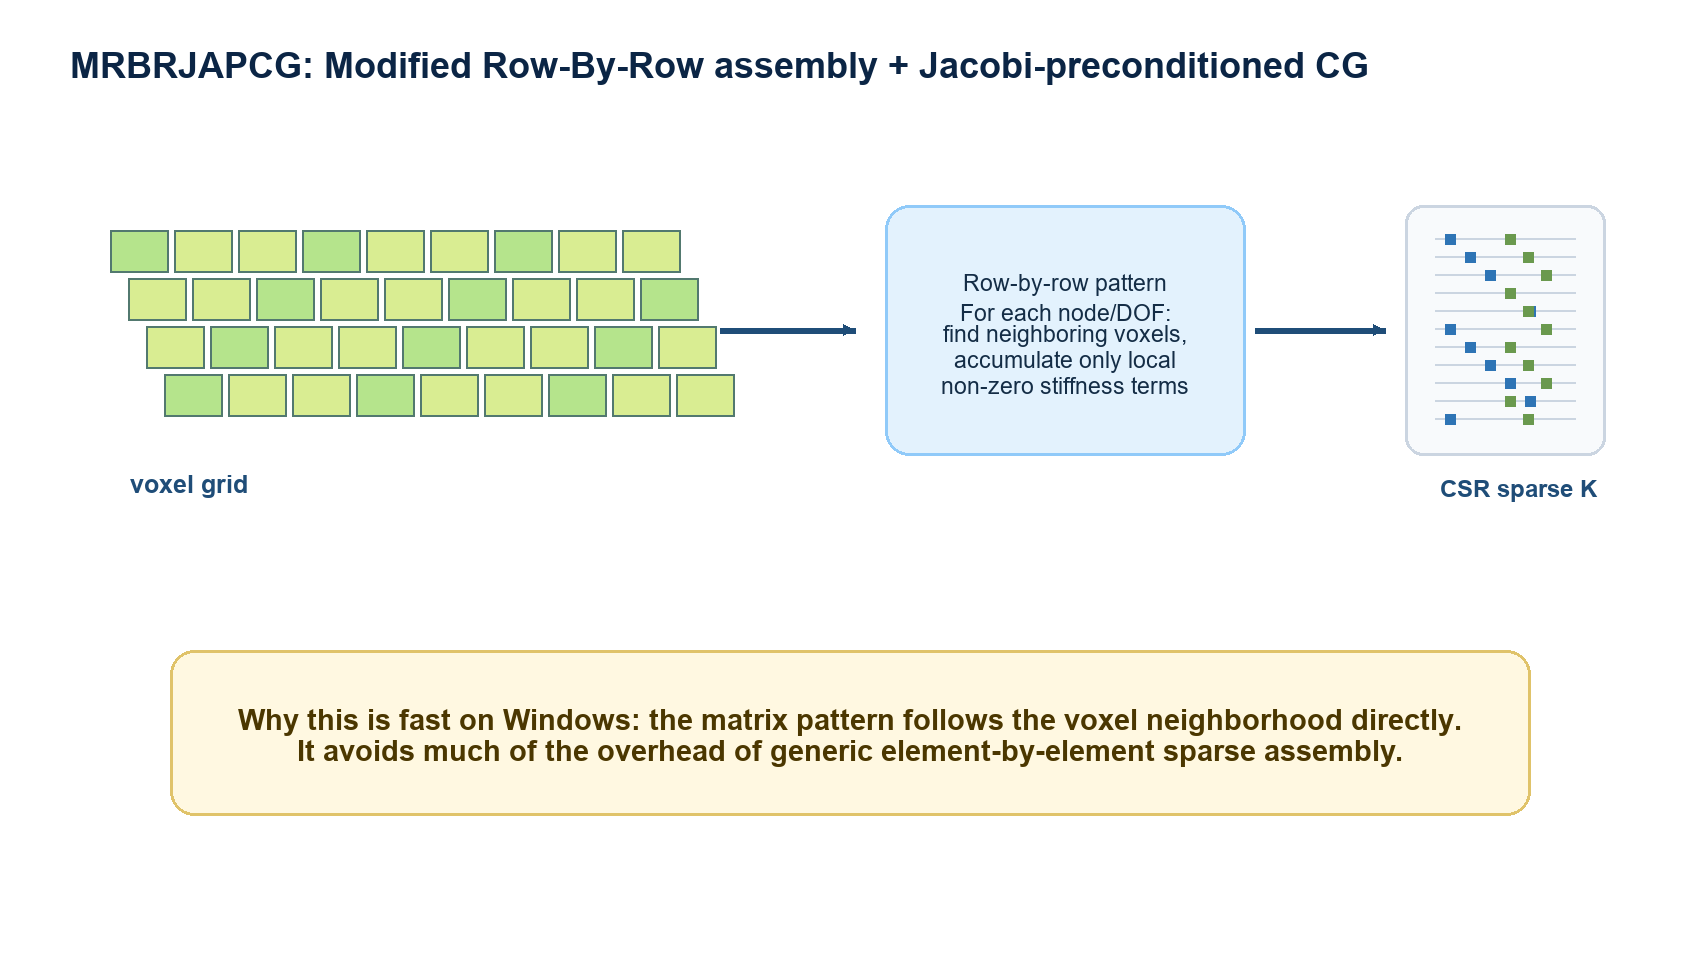 MRBRJAPCG: Modified Row-By-Row assembly + Jacobi-preconditioned CG
Row-by-row pattern
For each node/DOF:
find neighboring voxels,
accumulate only local
non-zero stiffness terms
voxel grid
CSR sparse K
Why this is fast on Windows: the matrix pattern follows the voxel neighborhood directly.
It avoids much of the overhead of generic element-by-element sparse assembly.